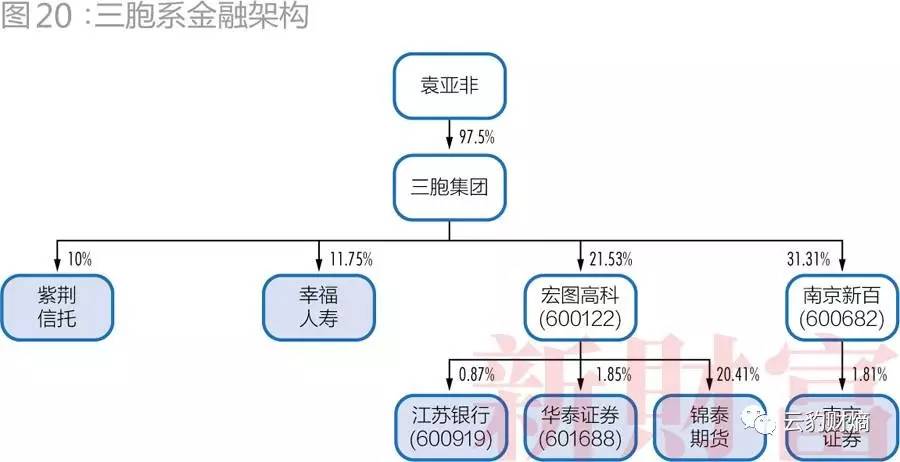 图20：三胞系金融架构
袁亚非
97.5%
三胞集团
10%
11.75%
21.53%
31.31%
紫荆
信托
幸福
人寿
宏图高科
(600122)
南京新百
(600682)
0.87%
1.85%
20.41%
1.81%
江苏银行
(600919)
华泰证券
(601688)
锦泰
期货
南京
证券
新財富
云豹财商